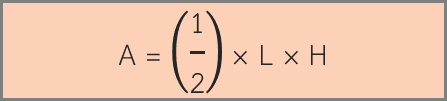 A = (1/2) × L × H